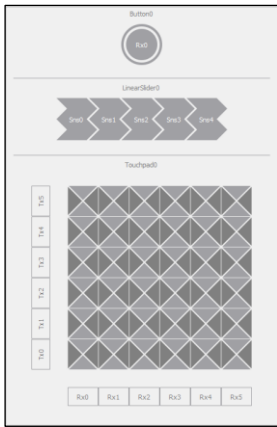 Button0
Rx0
LinearSlider0
Sns0 Sns1 Sns2 Sns3 Sns4
Touchpad0
Tx5
Tx4
Tx3
Tx2
Tx1
Tx0
Rx0 Rx1 Rx2 Rx3 Rx4 Rx5